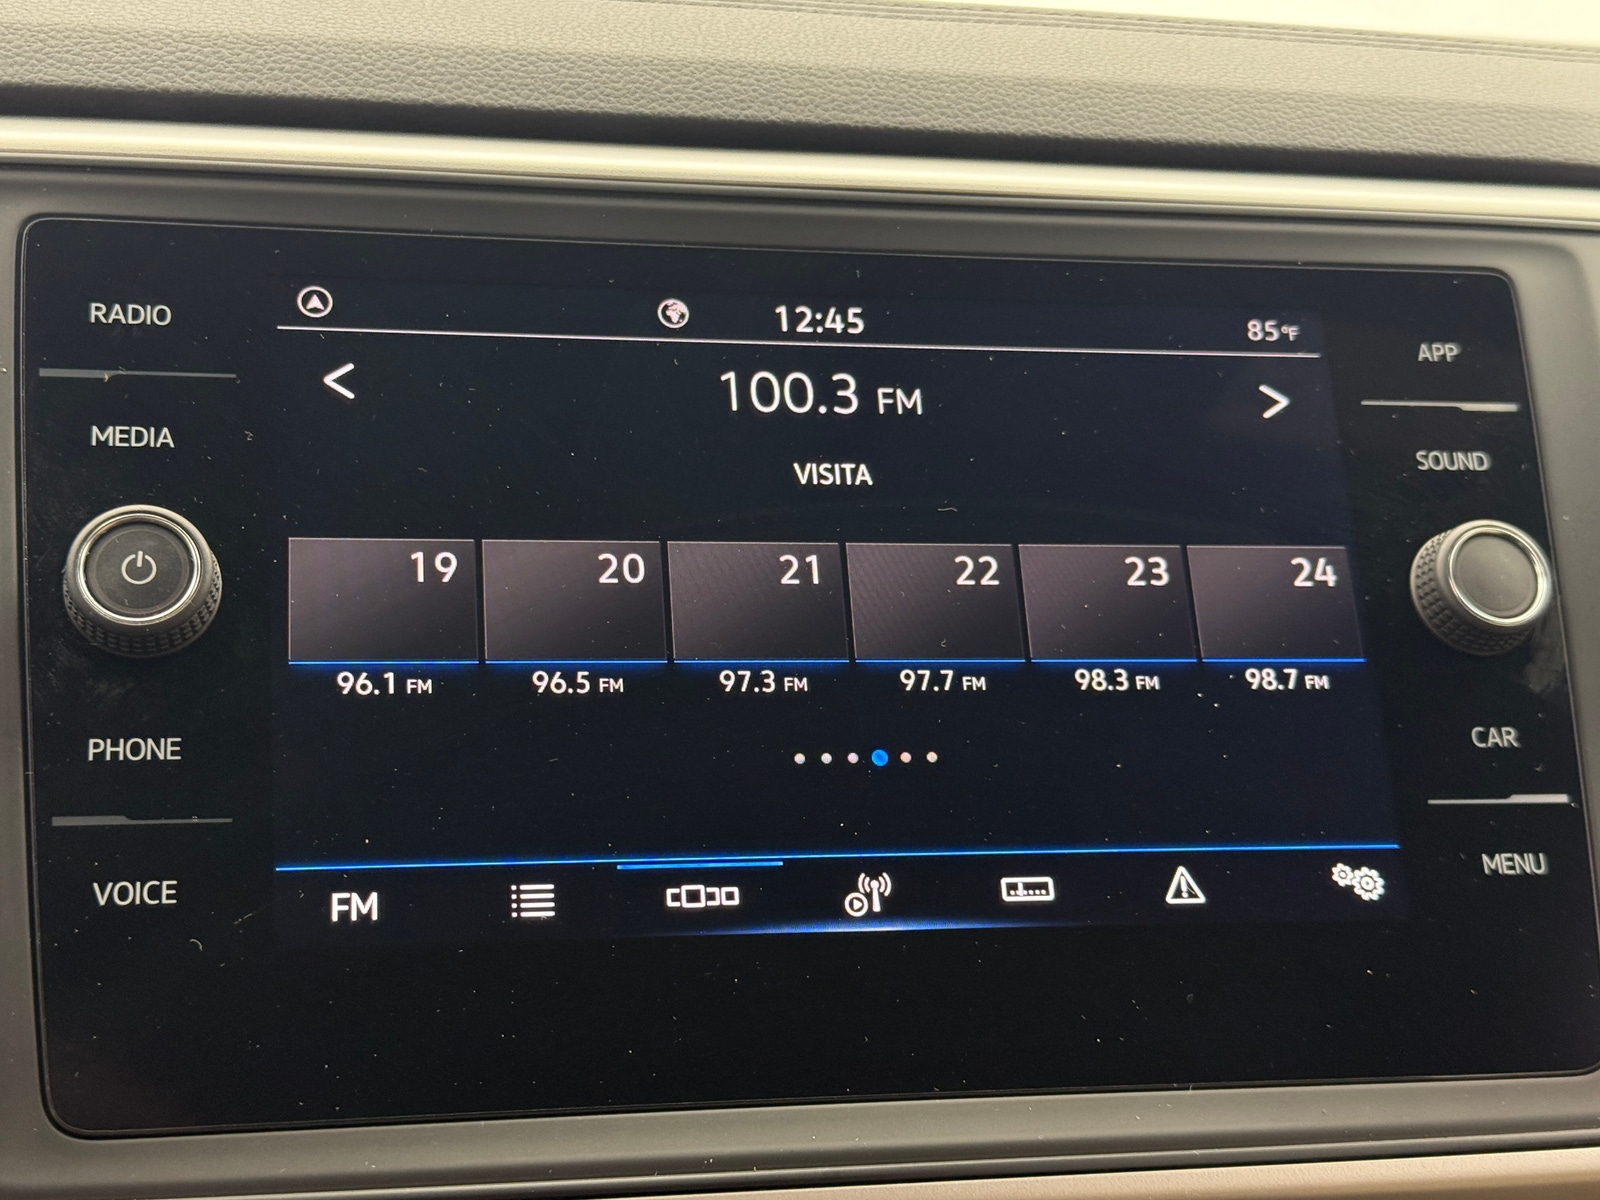 RADIO
MEDIA
PHONE
VOICE
12:45
85°F
100.3 FM
VISITA
19 20 21 22 23 24
96.1 FM 96.5 FM 97.3 FM 97.7 FM 98.3 FM 98.7 FM
FM
APP
SOUND
CAR
MENU